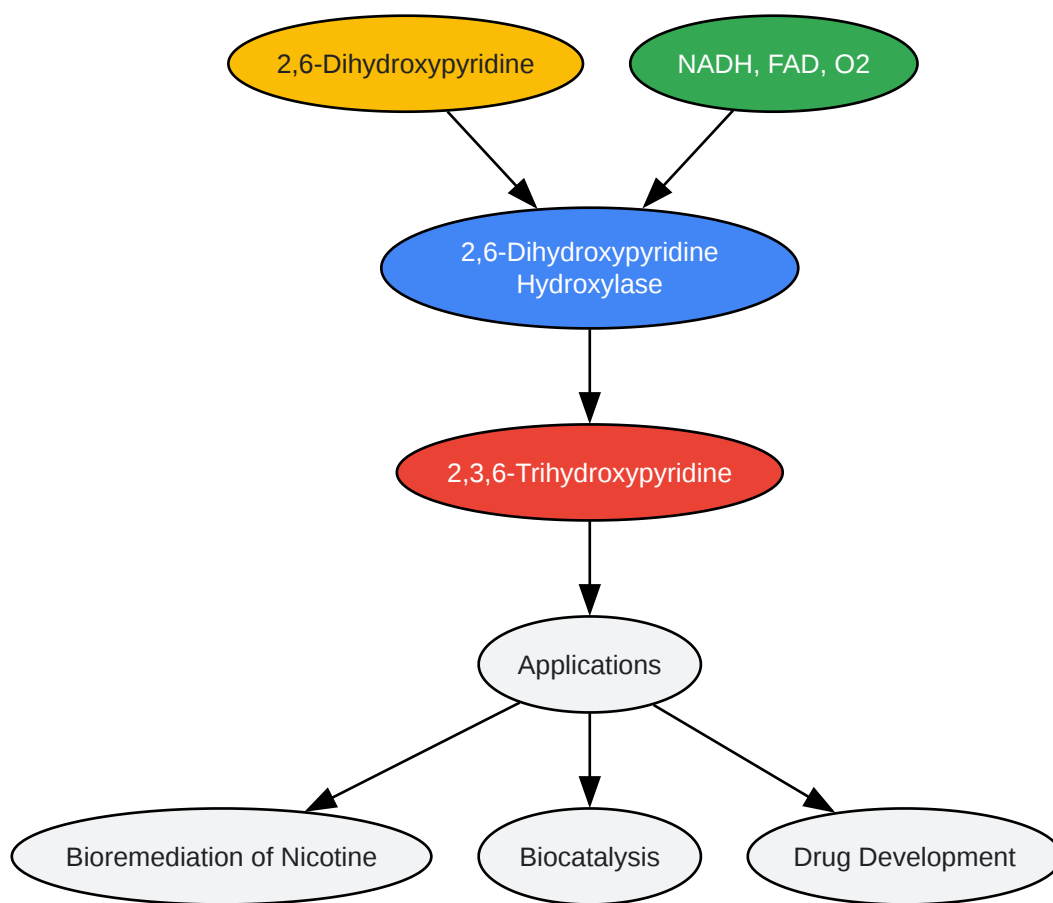 2,6-Dihydroxypyridine
NADH, FAD, O2
2,6-Dihydroxypyridine
Hydroxylase
2,3,6-Trihydroxypyridine
Applications
Bioremediation of Nicotine
Biocatalysis
Drug Development